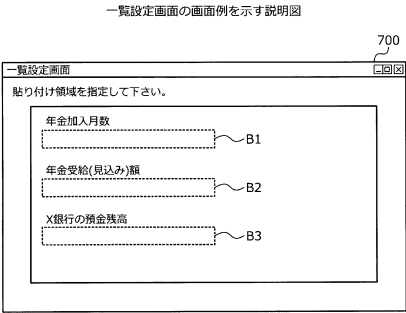 一覧設定画面の画面例を示す説明図
700
一覧設定画面
貼り付け領域を指定して下さい。
年金加入月数
B1
年金受給(見込み)額
B2
X銀行の預金残高
B3